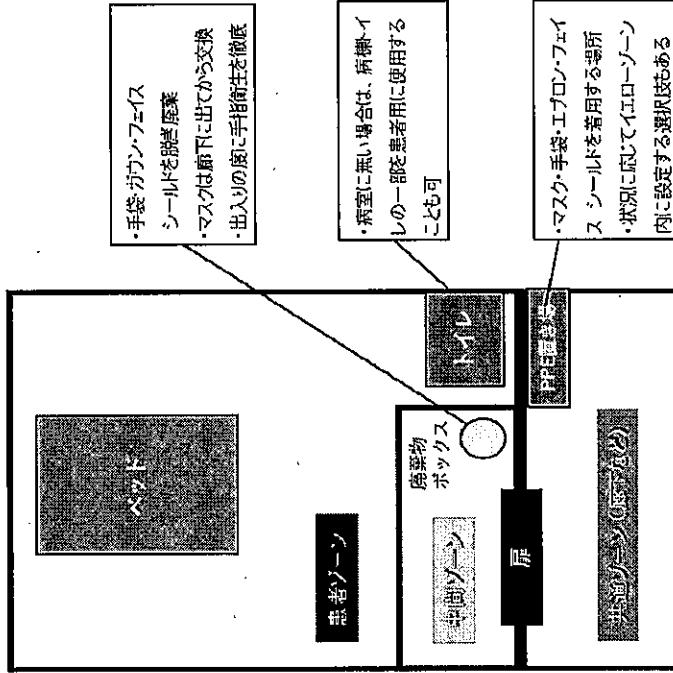 ベッド
患者ゾーン
トイレ
廃棄物
ボックス
中間ゾーン
扉
PPE置き場
共通ゾーン(廊下など)
・手袋・ガウン・フェイス
シールドを脱ぎ廃棄
・マスクは廊下に出てから交換
・出入りの度に手指衛生を徹底
・病室に無い場合は、病棟トイ
レの一部を患者用に使用する
ことも可
・マスク・手袋・エプロン・フェイ
ス シールドを着用する場所
・状況に応じてイエローゾーン
内に設定する選択肢もある